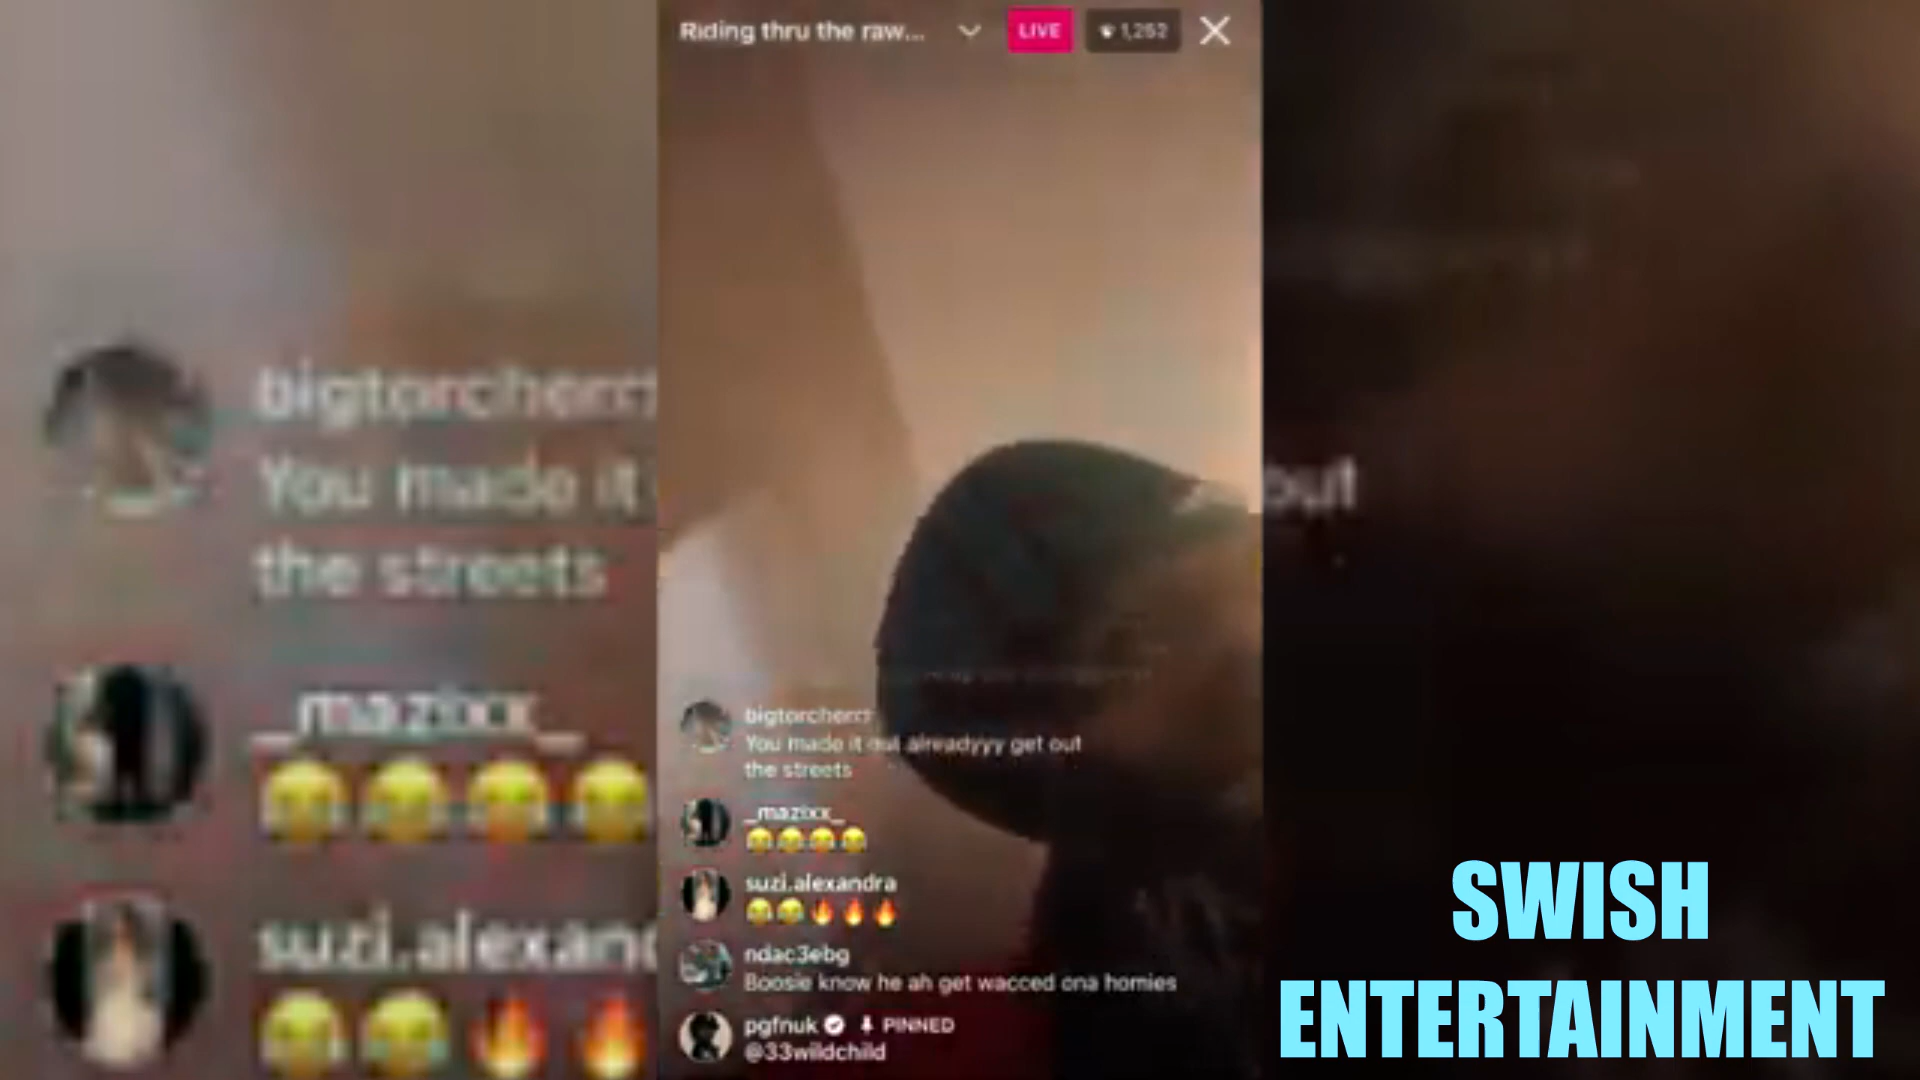 Riding thru the raw...
LIVE
1,252
bigtorcherr
You made it out alreadyyy get out
the streets
_mazixx_
😂😂😂😂
suzi.alexandra
😂😂🔥🔥🔥
ndac3ebg
Boosie know he ah get wacced ona homies
pgfnuk PINNED
@33wildchild
You made it
out
the streets
_mazixx_
😂😂😂😂
suzi.alexand
😂😂🔥🔥
SWISH
ENTERTAINMENT